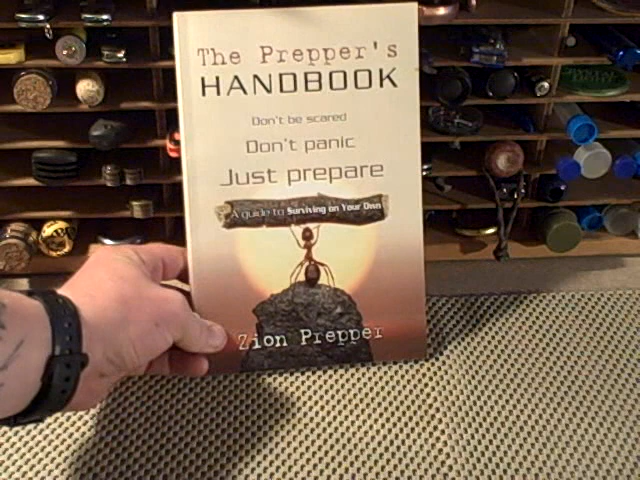 The Prepper's
HANDBOOK
Don't be scared
Don't panic
Just prepare
A guide to Surviving on Your Own
Zion Prepper